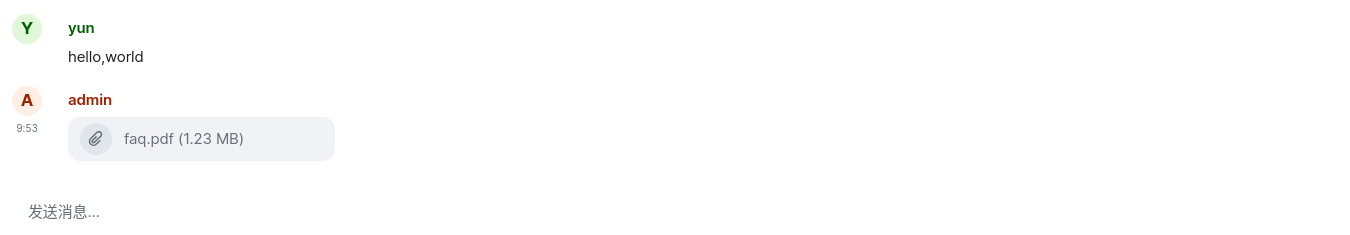 Y
yun
hello,world
A
admin
9:53
faq.pdf (1.23 MB)
发送消息...